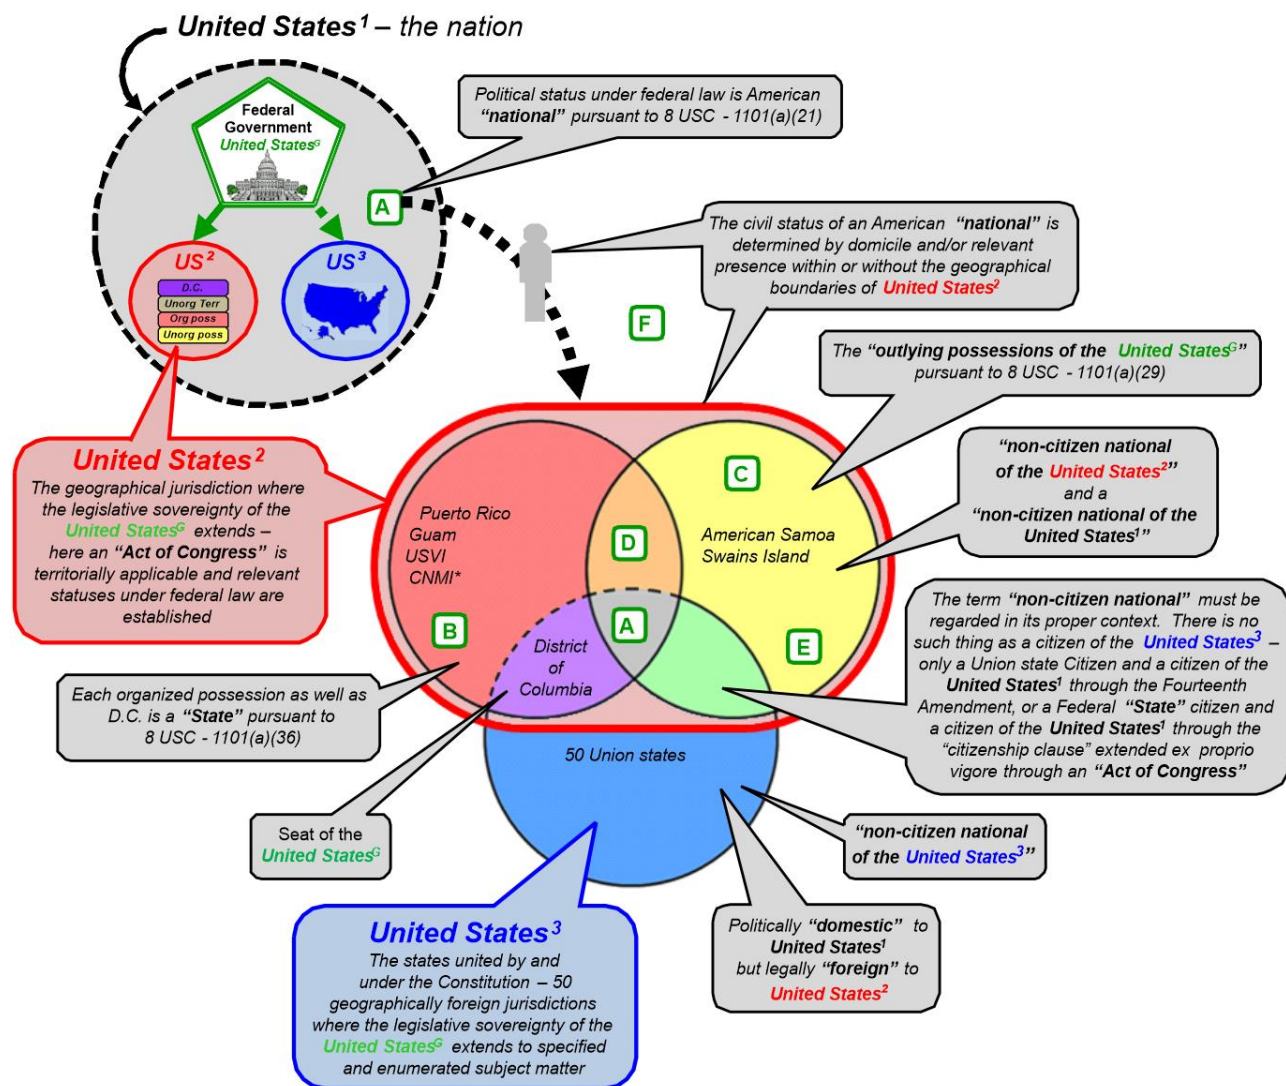 United States¹ – the nation
Federal
Government
United Statesᴳ
A
US²
D.C.
Unorg Terr
Org poss
Unorg poss
US³
Political status under federal law is American
“national” pursuant to 8 USC - 1101(a)(21)
The civil status of an American “national” is
determined by domicile and/or relevant
presence within or without the geographical
boundaries of United States²
F
The “outlying possessions of the United Statesᴳ”
pursuant to 8 USC - 1101(a)(29)
United States²
The geographical jurisdiction where
the legislative sovereignty of the
United Statesᴳ extends –
here an “Act of Congress” is
territorially applicable and relevant
statuses under federal law are
established
“non-citizen national
of the United States²”
and a
“non-citizen national of the
United States¹”
Puerto Rico
Guam
USVI
CNMI*
B
D
C
American Samoa
Swains Island
A
E
District
of
Columbia
The term “non-citizen national” must be
regarded in its proper context. There is no
such thing as a citizen of the United States³ –
only a Union state Citizen and a citizen of the
United States¹ through the Fourteenth
Amendment, or a Federal “State” citizen and
a citizen of the United States¹ through the
“citizenship clause” extended ex proprio
vigore through an “Act of Congress”
Each organized possession as well as
D.C. is a “State” pursuant to
8 USC - 1101(a)(36)
50 Union states
Seat of the
United Statesᴳ
“non-citizen national
of the United States³”
United States³
The states united by and
under the Constitution – 50
geographically foreign jurisdictions
where the legislative sovereignty of the
United Statesᴳ extends to specified
and enumerated subject matter
Politically “domestic” to
United States¹
but legally “foreign” to
United States²